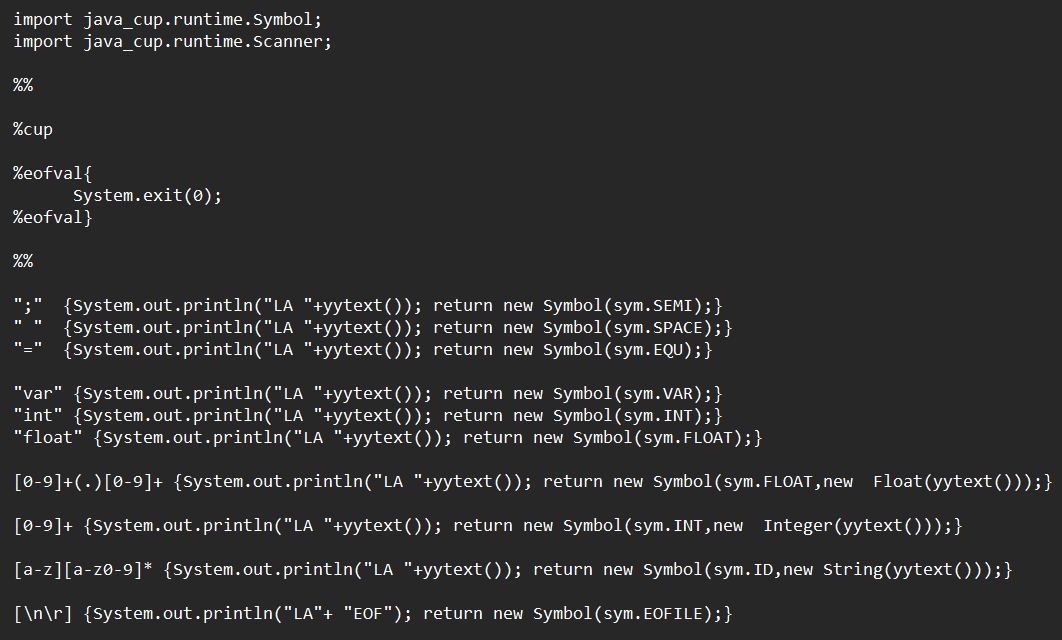 import java_cup.runtime.Symbol;
import java_cup.runtime.Scanner;
%%
%cup
%eofval{
      System.exit(0);
%eofval}
%%
";"  {System.out.println("LA "+yytext()); return new Symbol(sym.SEMI);}
" "  {System.out.println("LA "+yytext()); return new Symbol(sym.SPACE);}
"="  {System.out.println("LA "+yytext()); return new Symbol(sym.EQU);}
"var" {System.out.println("LA "+yytext()); return new Symbol(sym.VAR);}
"int" {System.out.println("LA "+yytext()); return new Symbol(sym.INT);}
"float" {System.out.println("LA "+yytext()); return new Symbol(sym.FLOAT);}
[0-9]+(.)[0-9]+ {System.out.println("LA "+yytext()); return new Symbol(sym.FLOAT,new  Float(yytext()));}
[0-9]+ {System.out.println("LA "+yytext()); return new Symbol(sym.INT,new  Integer(yytext()));}
[a-z][a-z0-9]* {System.out.println("LA "+yytext()); return new Symbol(sym.ID,new String(yytext()));}
[\n\r] {System.out.println("LA"+ "EOF"); return new Symbol(sym.EOFILE);}